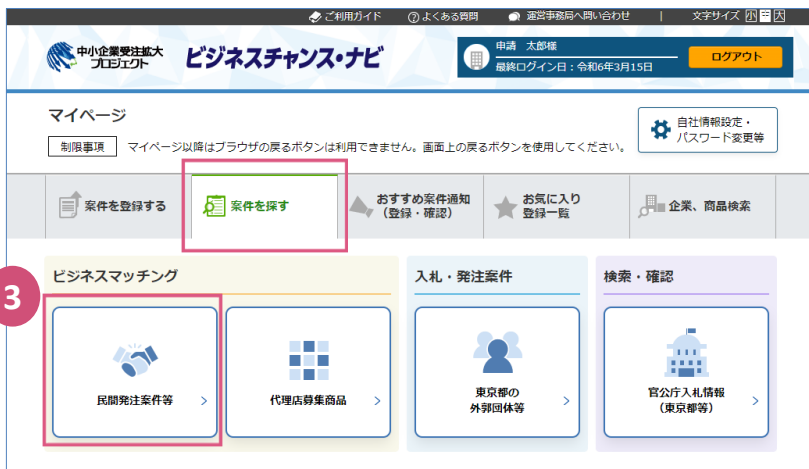 ご利用ガイド
よくある質問
運営事務局へ問い合わせ
|
文字サイズ 小 中 大
中小企業受注拡大
プロジェクト
ビジネスチャンス・ナビ
申請 太郎様
最終ログイン日：令和6年3月15日
ログアウト
マイページ
制限事項 マイページ以降はブラウザの戻るボタンは利用できません。画面上の戻るボタンを使用してください。
自社情報設定・
パスワード変更等
案件を登録する
案件を探す
おすすめ案件通知
（登録・確認）
お気に入り
登録一覧
企業、商品検索
3
ビジネスマッチング
民間発注案件等
代理店募集商品
入札・発注案件
東京都の
外郭団体等
検索・確認
官公庁入札情報
（東京都等）